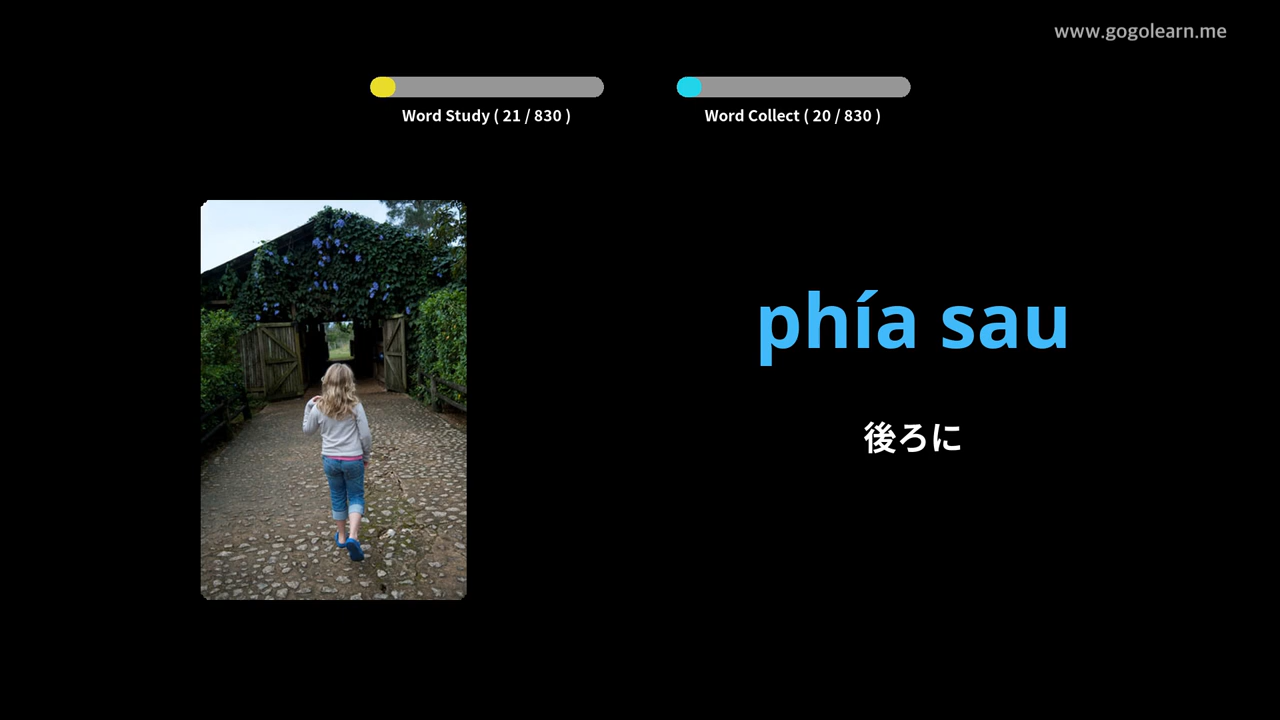 www.gogolearn.me
Word Study ( 21 / 830 )
Word Collect ( 20 / 830 )
phía sau
後ろに